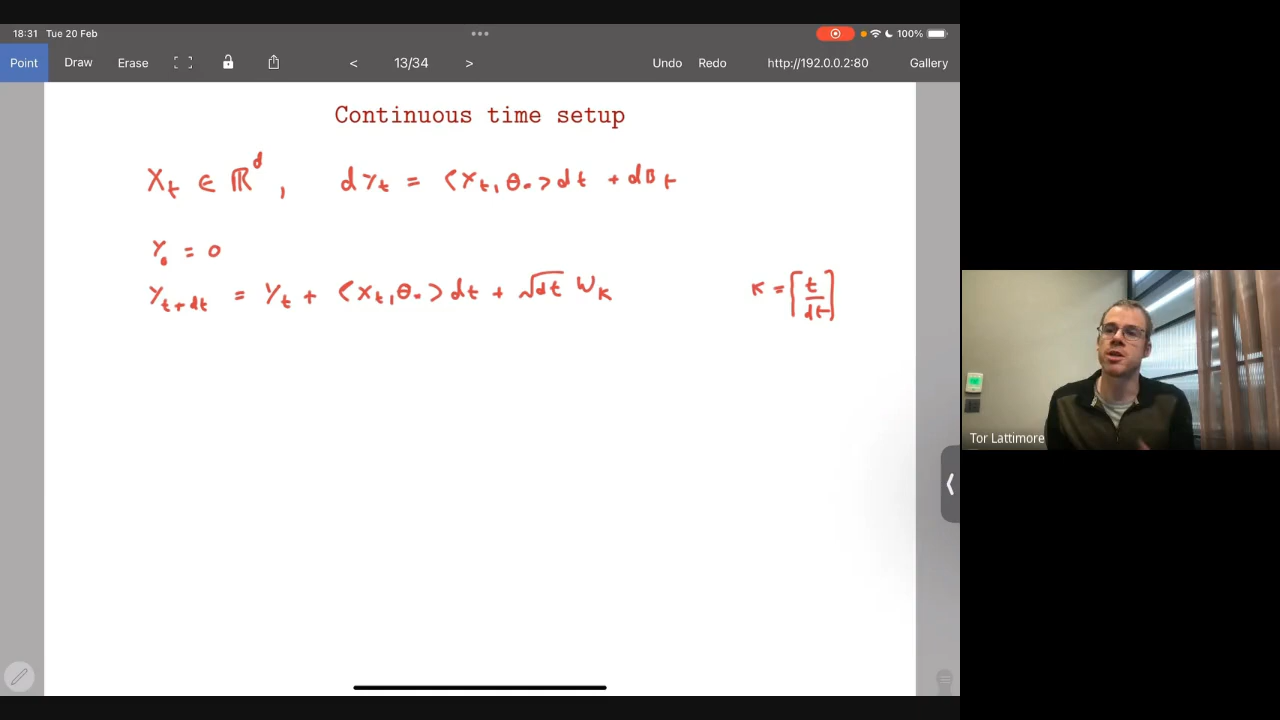 18:31 Tue 20 Feb
100%
Point Draw Erase < 13/34 > Undo Redo http://192.0.0.2:80 Gallery
Continuous time setup
X_t ∈ ℝ^d, dY_t = <X_t, θ_*> dt + dB_t
Y_0 = 0
Y_{t+dt} = Y_t + <X_t, θ_*> dt + √dt W_K
K = ⌈t/dt⌉
Tor Lattimore